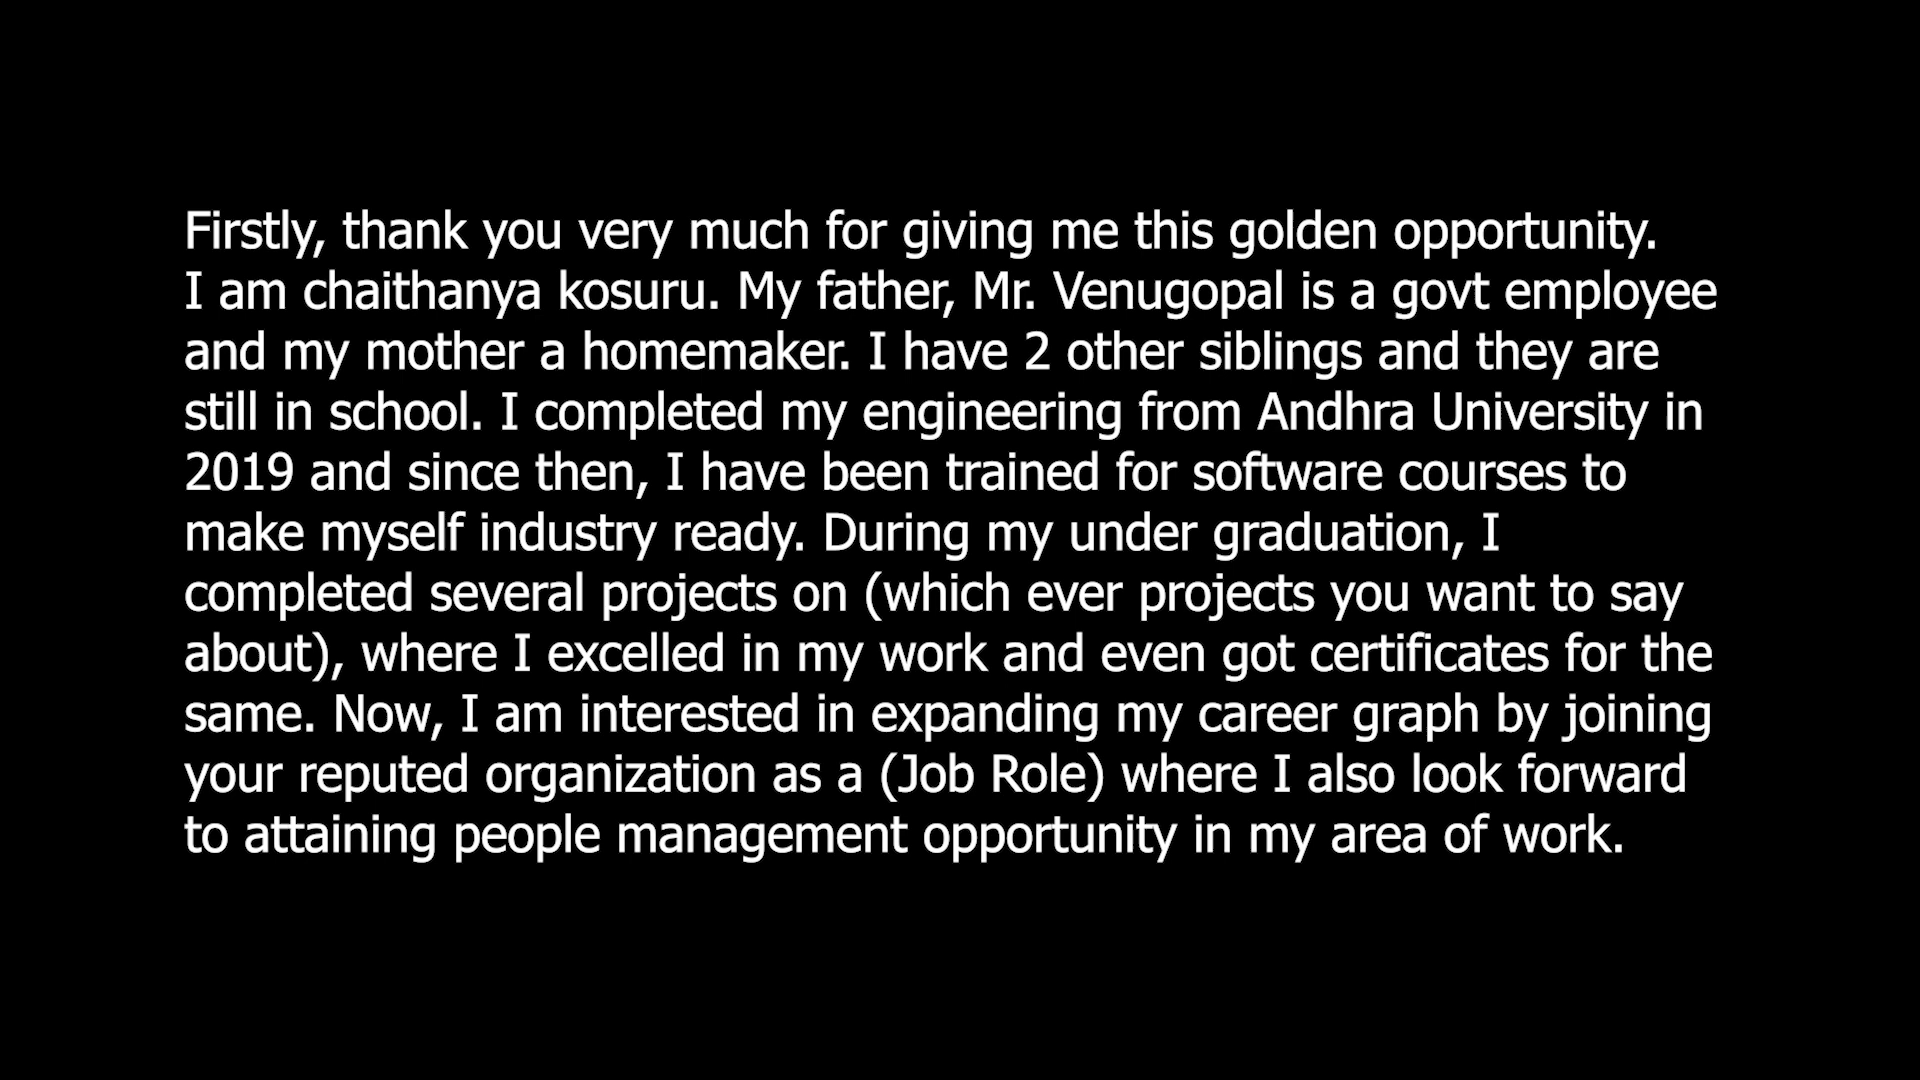 Firstly, thank you very much for giving me this golden opportunity.
I am chaithanya kosuru. My father, Mr. Venugopal is a govt employee
and my mother a homemaker. I have 2 other siblings and they are
still in school. I completed my engineering from Andhra University in
2019 and since then, I have been trained for software courses to
make myself industry ready. During my under graduation, I
completed several projects on (which ever projects you want to say
about), where I excelled in my work and even got certificates for the
same. Now, I am interested in expanding my career graph by joining
your reputed organization as a (Job Role) where I also look forward
to attaining people management opportunity in my area of work.